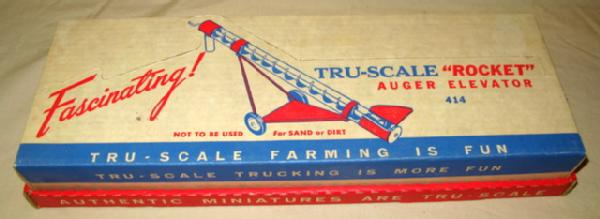 Fascinating!
TRU-SCALE "ROCKET"
AUGER ELEVATOR
414
NOT TO BE USED For SAND or DIRT
TRU-SCALE FARMING IS FUN
TRU-SCALE TRUCKING IS MORE FUN
AUTHENTIC MINIATURES ARE TRU-SCALE